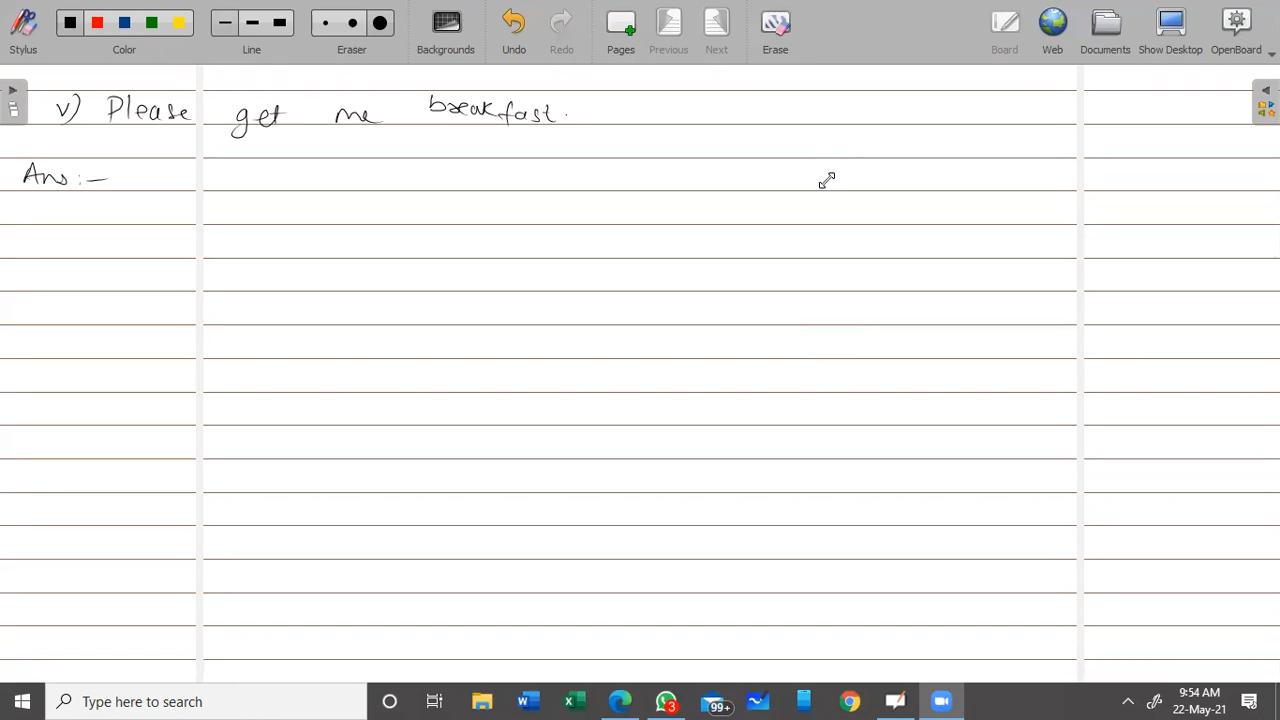 Stylus
Color
Line
Eraser
Backgrounds
Undo
Redo
Pages
Previous
Next
Erase
Board
Web
Documents
Show Desktop
OpenBoard
v) Please get me breakfast.
Ans :-
Type here to search
W
X
3
99+
9:54 AM
22-May-21